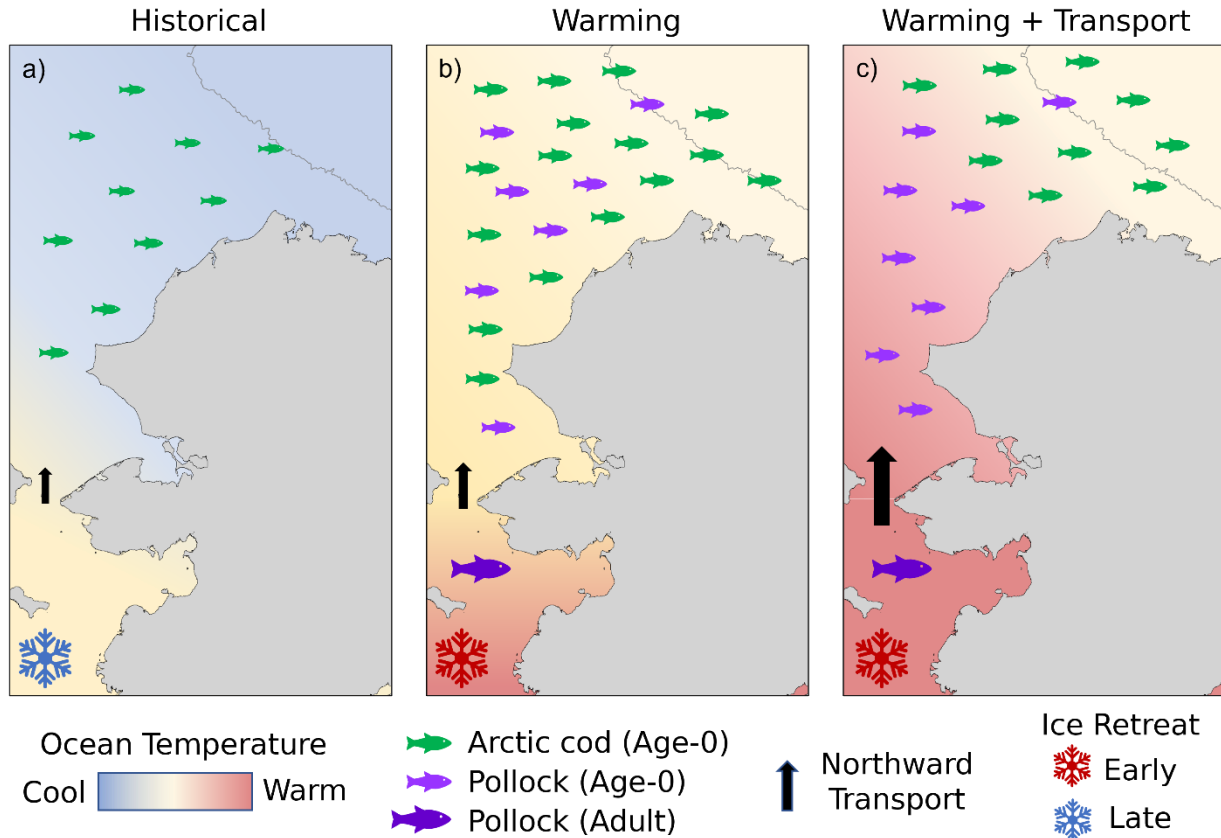 Historical
Warming
Warming + Transport
a)
b)
c)
Ocean Temperature
Cool
Warm
Arctic cod (Age-0)
Pollock (Age-0)
Pollock (Adult)
Northward
Transport
Ice Retreat
Early
Late